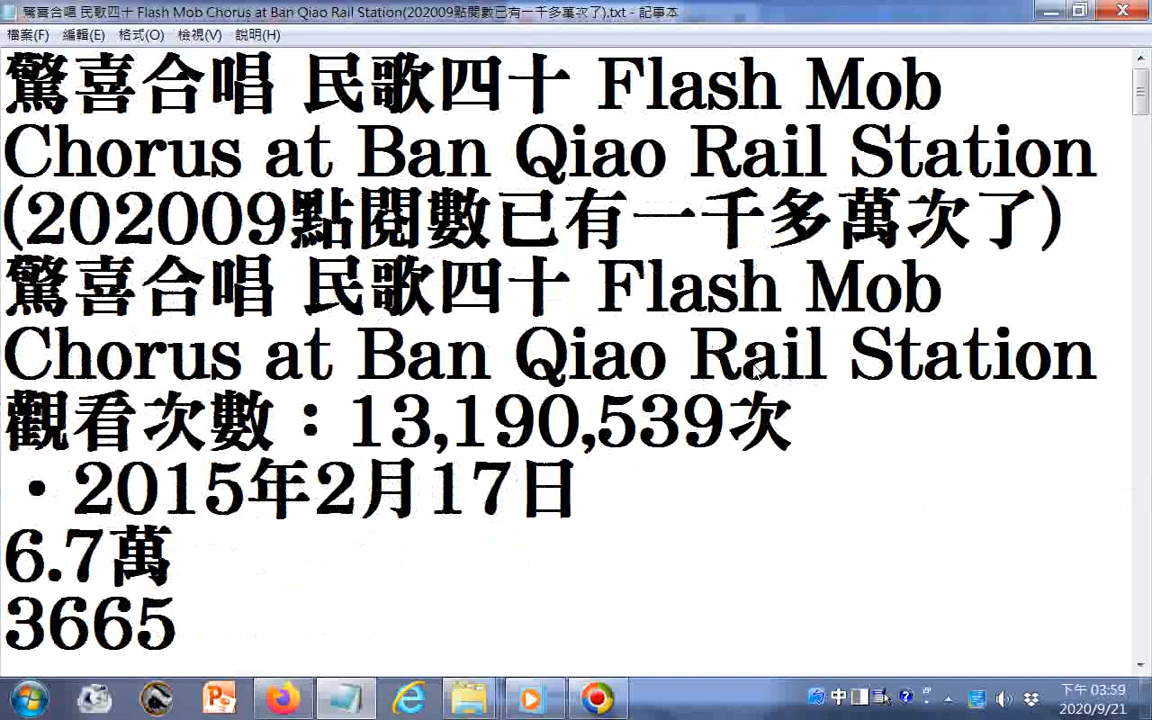 驚喜合唱 民歌四十 Flash Mob Chorus at Ban Qiao Rail Station(202009點閱數已有一千多萬次了).txt - 記事本
檔案(F) 編輯(E) 格式(O) 檢視(V) 說明(H)
驚喜合唱 民歌四十 Flash Mob
Chorus at Ban Qiao Rail Station
(202009點閱數已有一千多萬次了)
驚喜合唱 民歌四十 Flash Mob
Chorus at Ban Qiao Rail Station
觀看次數：13,190,539次
•2015年2月17日
6.7萬
3665
中
下午 03:59
2020/9/21